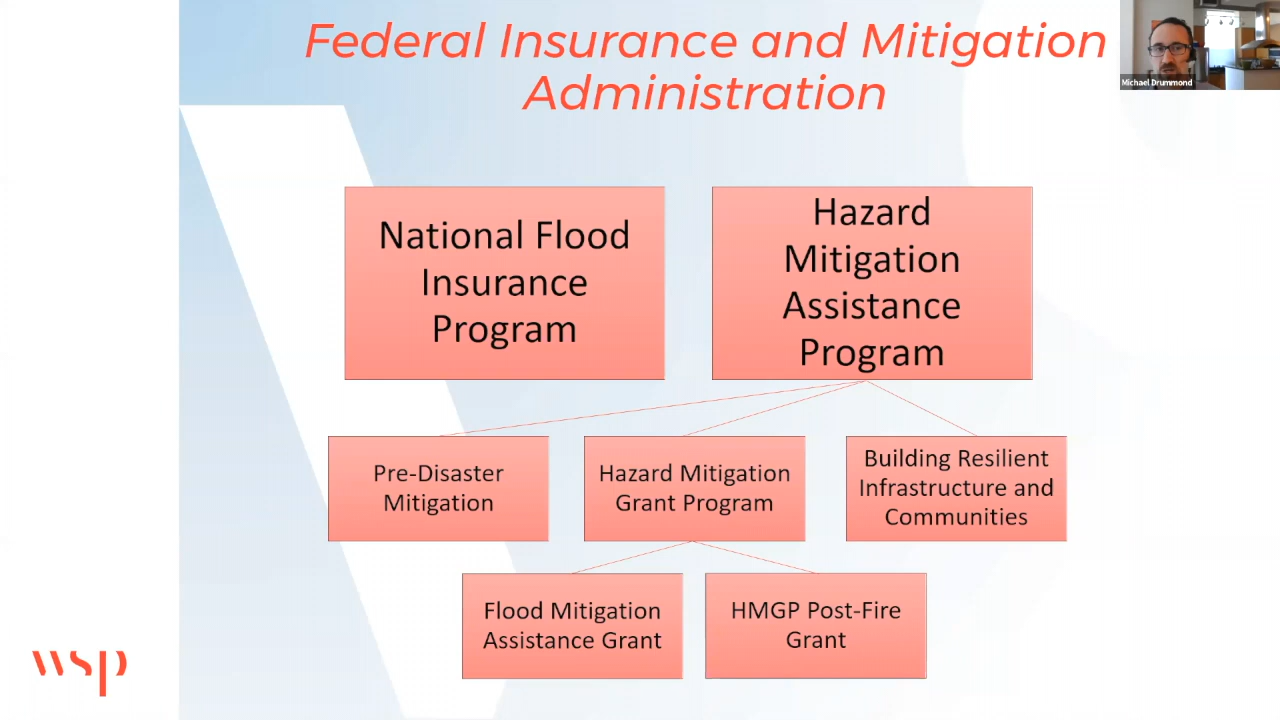 Federal Insurance and Mitigation
Administration
Michael Drummond
National Flood
Insurance
Program
Hazard
Mitigation
Assistance
Program
Pre-Disaster
Mitigation
Hazard Mitigation
Grant Program
Building Resilient
Infrastructure and
Communities
Flood Mitigation
Assistance Grant
HMGP Post-Fire
Grant
wsp